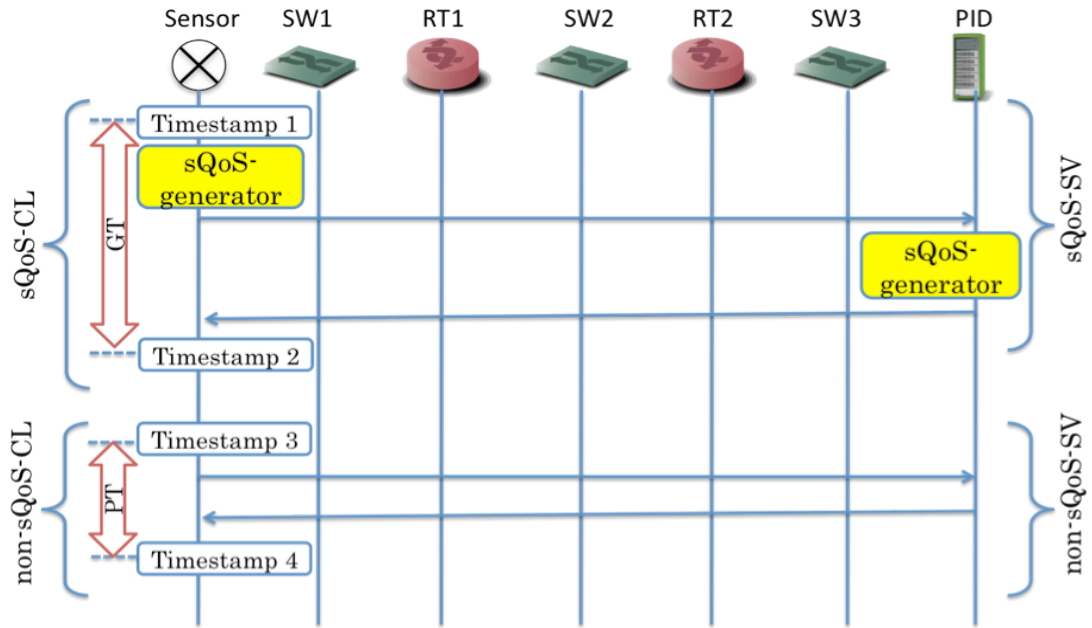 Sensor
SW1
RT1
SW2
RT2
SW3
PID
Timestamp 1
sQoS-
generator
sQoS-CL
GT
sQoS-SV
sQoS-
generator
Timestamp 2
Timestamp 3
non-sQoS-CL
PT
non-sQoS-SV
Timestamp 4